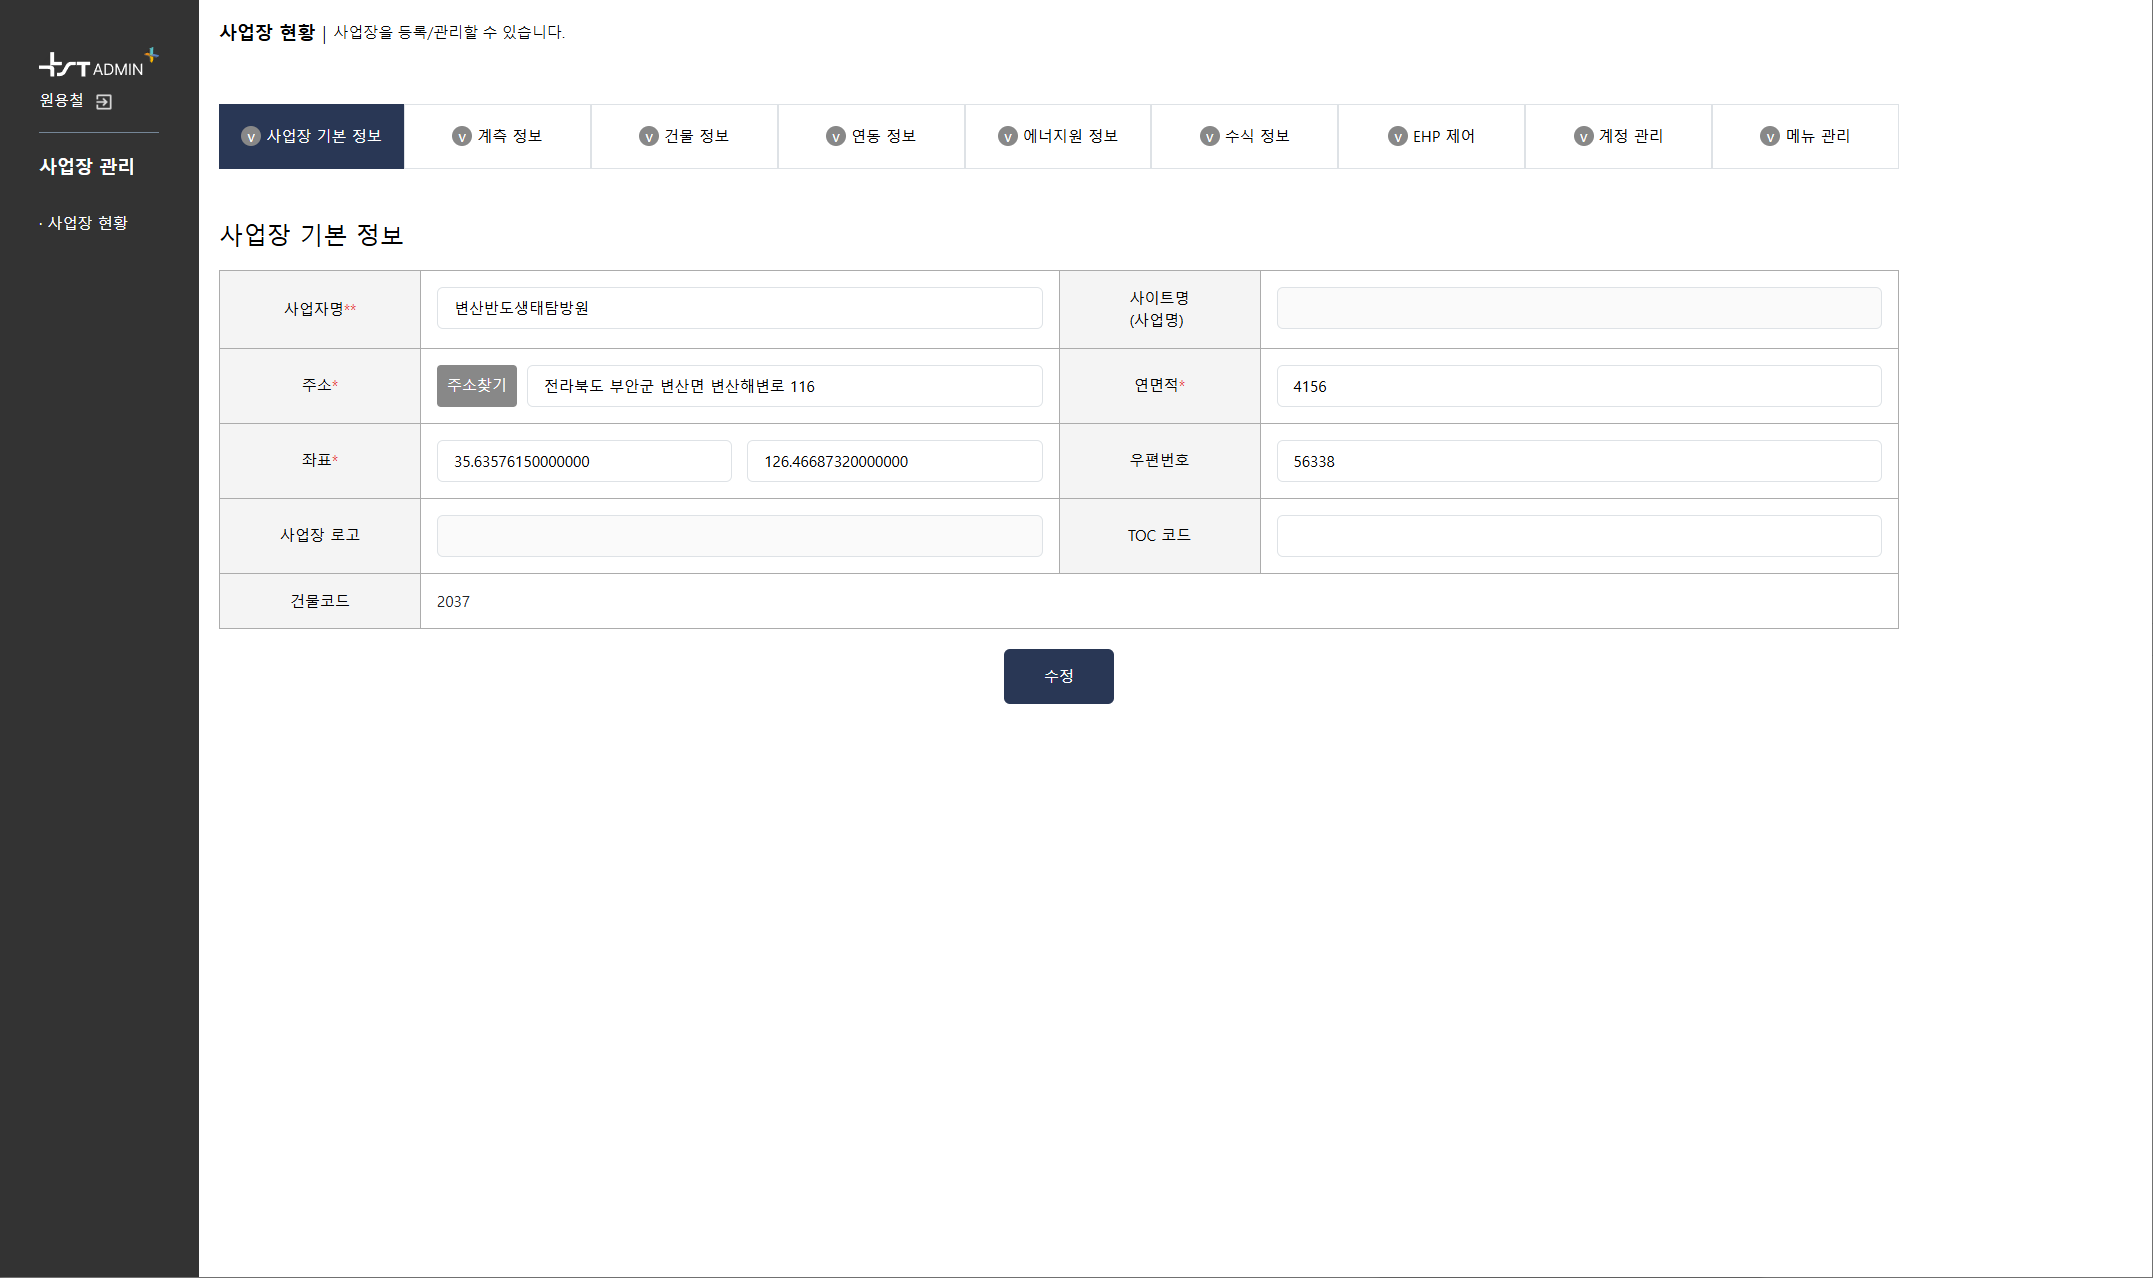 TST ADMIN
원용철
사업장 관리
· 사업장 현황
사업장 현황 | 사업장을 등록/관리할 수 있습니다.
v 사업장 기본 정보
v 계측 정보
v 건물 정보
v 연동 정보
v 에너지원 정보
v 수식 정보
v EHP 제어
v 계정 관리
v 메뉴 관리
사업장 기본 정보
사업자명** 변산반도생태탐방원
사이트명
(사업명)
주소* 주소찾기 전라북도 부안군 변산면 변산해변로 116
연면적* 4156
좌표* 35.63576150000000 126.46687320000000
우편번호 56338
사업장 로고
TOC 코드
건물코드 2037
수정